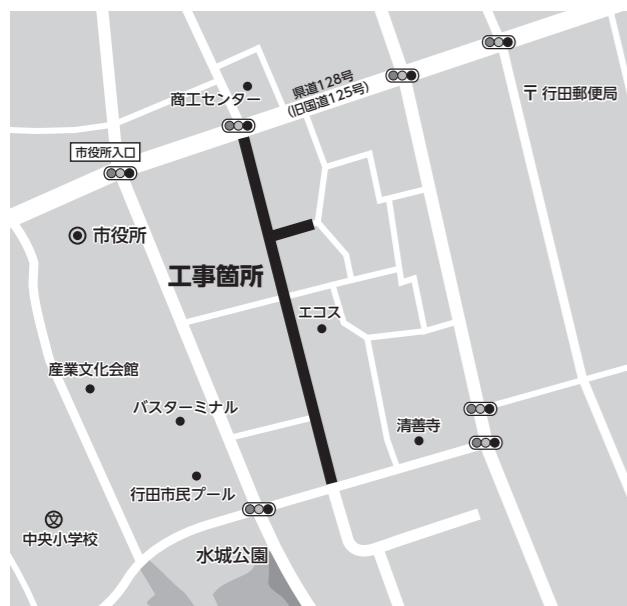 県道128号
(旧国道125号)
商工センター
〒行田郵便局
市役所入口
市役所
工事箇所
エコス
産業文化会館
バスターミナル
清善寺
行田市民プール
文
中央小学校
水城公園